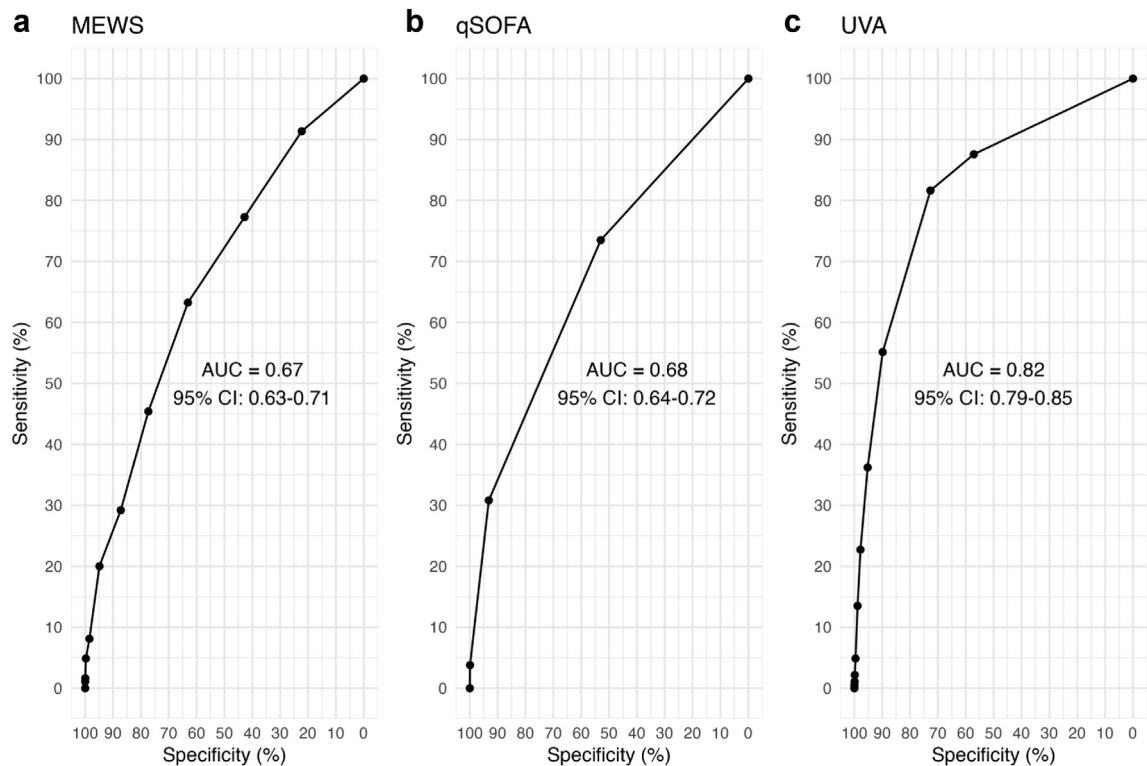 a MEWS
Sensitivity (%)
100
90
80
70
60
50
40
30
20
10
0
AUC = 0.67
95% CI: 0.63-0.71
100 90 80 70 60 50 40 30 20 10 0
Specificity (%)
b qSOFA
Sensitivity (%)
100
90
80
70
60
50
40
30
20
10
0
AUC = 0.68
95% CI: 0.64-0.72
100 90 80 70 60 50 40 30 20 10 0
Specificity (%)
c UVA
Sensitivity (%)
100
90
80
70
60
50
40
30
20
10
0
AUC = 0.82
95% CI: 0.79-0.85
100 90 80 70 60 50 40 30 20 10 0
Specificity (%)